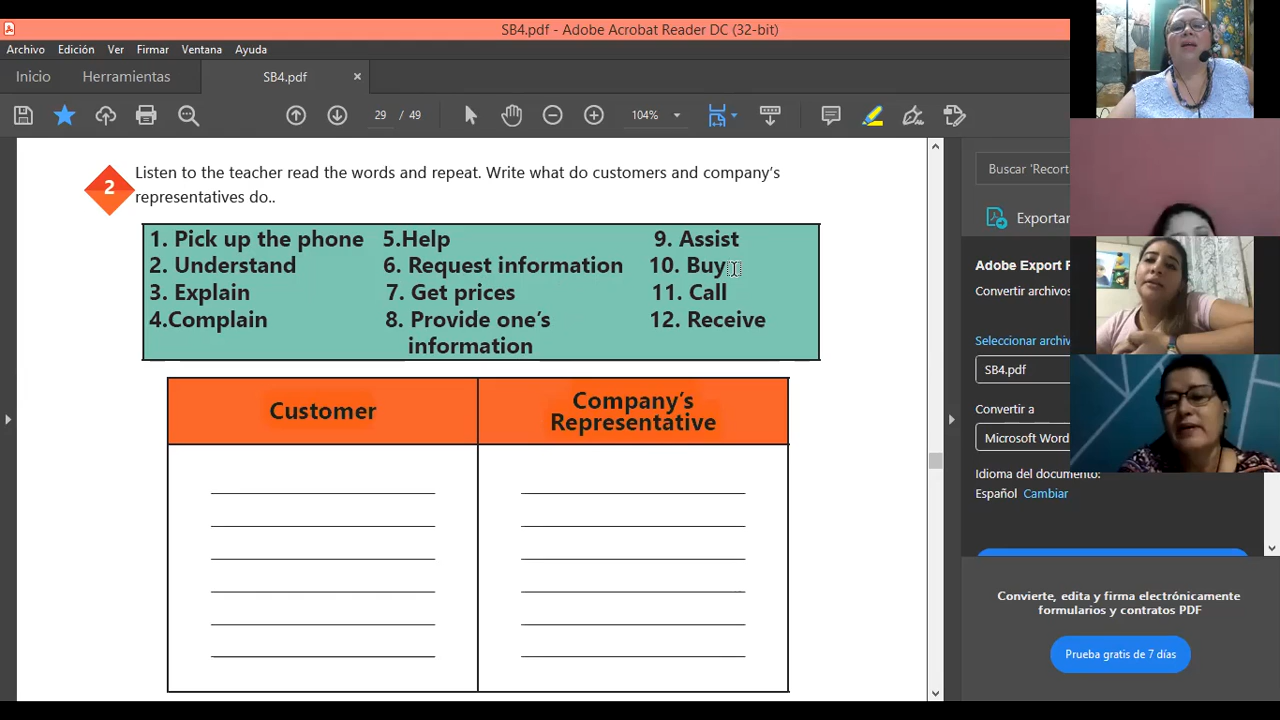 SB4.pdf - Adobe Acrobat Reader DC (32-bit)
Archivo Edición Ver Firmar Ventana Ayuda
Inicio Herramientas SB4.pdf ×
29 / 49 104%
2
Listen to the teacher read the words and repeat. Write what do customers and company's
representatives do..
1. Pick up the phone
2. Understand
3. Explain
4.Complain
5.Help
6. Request information
7. Get prices
8. Provide one's
information
9. Assist
10. Buy
11. Call
12. Receive
Customer
Company's
Representative
Buscar 'Recort
Exportar
Adobe Export
Convertir archivos
Seleccionar archiv
SB4.pdf
Convertir a
Microsoft Word
Idioma del documento:
Español Cambiar
Convierte, edita y firma electrónicamente
formularios y contratos PDF
Prueba gratis de 7 días